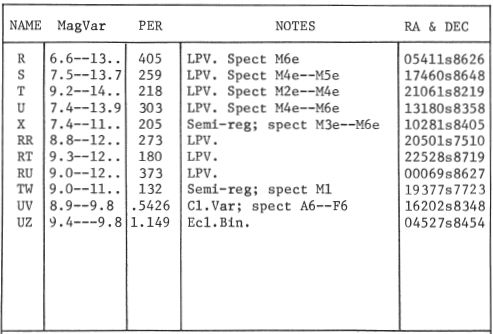 NAME MagVar PER NOTES RA & DEC
R 6.6--13.. 405 LPV. Spect M6e 05411s8626
S 7.5--13.7 259 LPV. Spect M4e--M5e 17460s8648
T 9.2--14.. 218 LPV. Spect M2e--M4e 21061s8219
U 7.4--13.9 303 LPV. Spect M4e--M6e 13180s8358
X 7.4--11.. 205 Semi-reg; spect M3e--M6e 10281s8405
RR 8.8--12.. 273 LPV. 20501s7510
RT 9.3--12.. 180 LPV. 22528s8719
RU 9.0--12.. 373 LPV. 00069s8627
TW 9.0--11.. 132 Semi-reg; spect M1 19377s7723
UV 8.9--9.8 .5426 Cl.Var; spect A6--F6 16202s8348
UZ 9.4---9.8 1.149 Ecl.Bin. 04527s8454